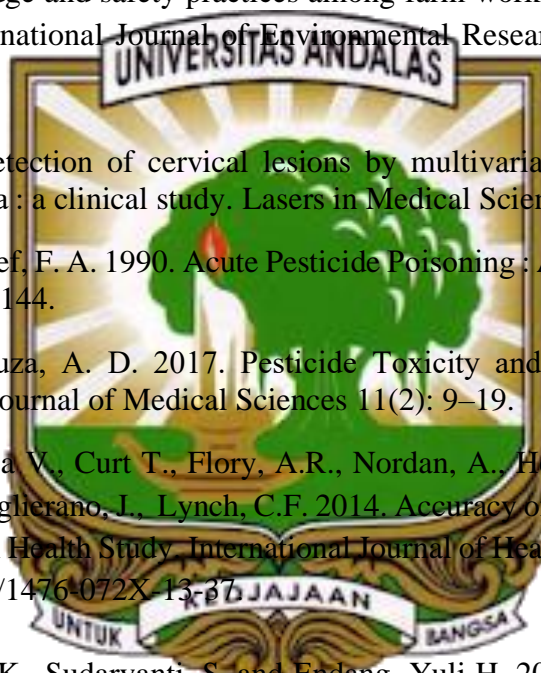 ge and safety practices among farm work
national Journal of Environmental Resear
UNIVERSITAS ANDALAS
etection of cervical lesions by multivaria
a : a clinical study. Lasers in Medical Scien
ef, F. A. 1990. Acute Pesticide Poisoning : A
144.
uza, A. D. 2017. Pesticide Toxicity and
ournal of Medical Sciences 11(2): 9–19.
a V., Curt T., Flory, A.R., Nordan, A., H
glierano, J., Lynch, C.F. 2014. Accuracy o
Health Study. International Journal of Hea
/1476-072X-13-37.
UNTUK KEDJAJAAN BANGSA
K., Sudaryanti, S. and Endang, Yuli H. 20